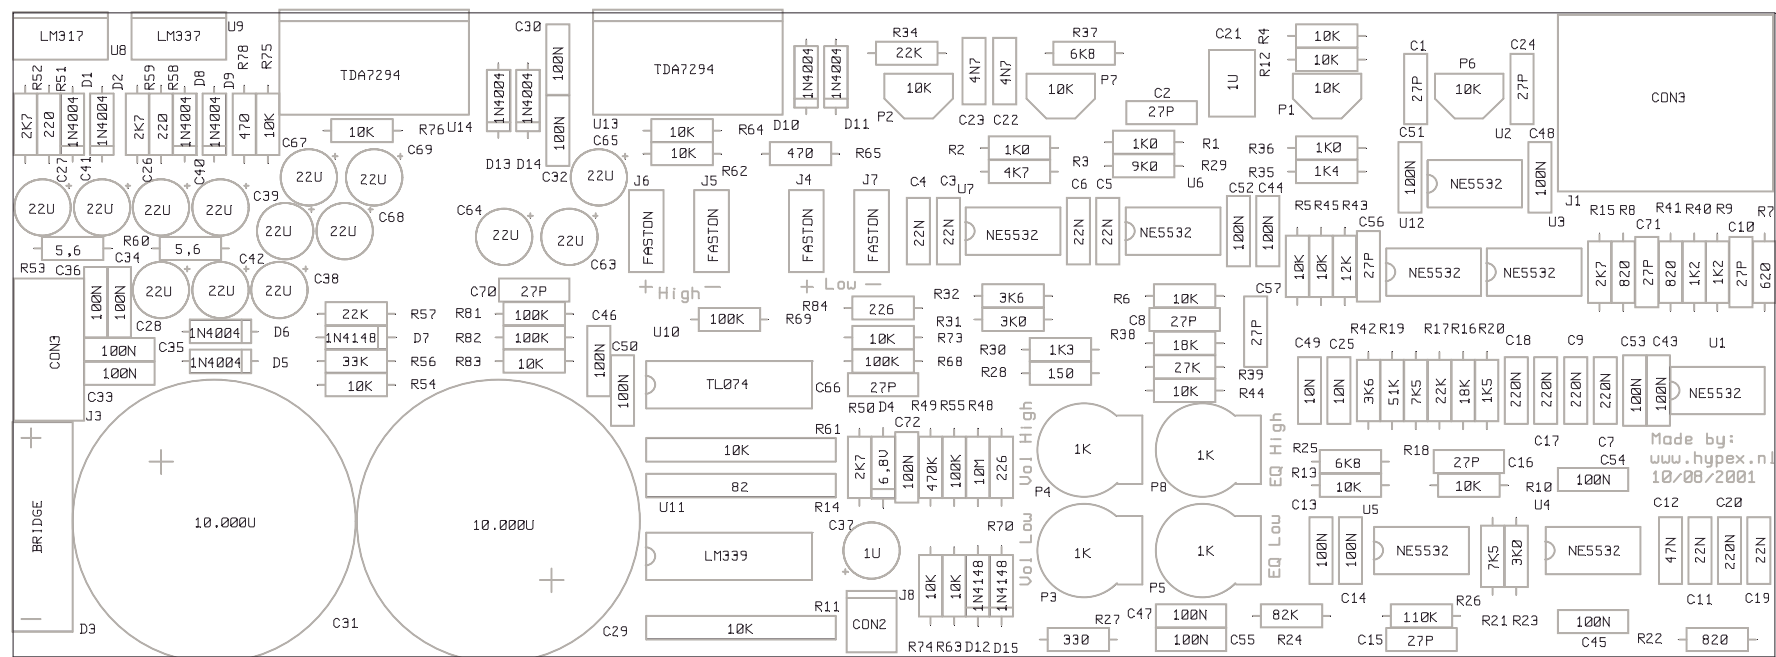 LM317
U8
LM337
U9
R78
R75
TDA7294
C30
100N
TDA7294
R34
22K
R37
6K8
C21
R4
R12
10K
10K
C1
P6
C24
CON3
R52
R51
D1
D2
R59
R58
D8
D9
1N4004
1N4004
1N4004
1N4004
P2
10K
4N7
4N7
10K
P7
1U
P1
10K
27P
10K
27P
2K7
220
1N4004
1N4004
2K7
220
1N4004
1N4004
470
10K
10K
R76
U14
100N
U13
10K
R64
D10
D11
C23
C22
C2
27P
C27
C41
C26
C40
C67
C69
D13
D14
C65
10K
R62
470
R65
R2
1K0
4K7
R3
1K0
R1
9K0
R29
R36
1K0
R35
1K4
C51
U2
C48
22U
22U
22U
22U
C39
22U
22U
C32
22U
J6
J5
J4
J7
C4
C3
U7
C6
C5
U6
C52
C44
100N
NE5532
100N
J1
5,6
R60
5,6
22U
22U
C68
C64
22U
22U
C63
FASTON
FASTON
FASTON
FASTON
22N
22N
NE5532
22N
22N
NE5532
100N
100N
R5
R45
R43
C56
U12
U3
R15
R8
C71
R41
R40
R9
C10
R7
R53
C36
C34
C42
C38
100N
100N
22U
22U
22U
C70
27P
+ High -
+ Low -
10K
10K
12K
27P
NE5532
NE5532
2K7
820
27P
820
1K2
1K2
27P
620
CON3
C28
1N4004
D6
22K
R57
R81
100K
C46
U10
100K
R69
R84
226
R32
3K6
R6
10K
C57
C35
100N
1N4148
D7
R82
100K
10K
R73
R31
3K0
C8
27P
27P
100N
1N4004
D5
33K
R56
R83
10K
100N
C50
100K
R68
R30
1K3
R38
18K
R42
R19
R17
R16
R20
C33
10K
R54
100N
TL074
C66
27P
R28
150
27K
R39
10K
R44
C49
C25
C18
C9
C53
C43
U1
J3
10N
10N
3K6
51K
7K5
22K
18K
1K5
220N
220N
220N
220N
100N
100N
NE5532
R61
10K
R50
D4
C72
R49
R55
R48
Vol High
1K
P4
1K
P8
EQ High
C17
C7
Made by:
www.hypex.nl
10/08/2001
82
R14
2K7
6,8V
100N
470K
100K
10M
226
R25
6K8
R13
10K
R18
27P
C16
10K
R10
C54
100N
BRIDGE
10.000U
10.000U
U11
LM339
C37
1U
R70
Vol Low
1K
P3
1K
P5
EQ Low
C13
U5
100N
100N
NE5532
U4
7K5
3K0
NE5532
C12
C20
47N
22N
220N
22N
D3
C31
C29
R11
10K
J8
CON2
10K
10K
1N4148
1N4148
R74
R63
D12
D15
R27
330
C47
100N
100N
C55
82K
R24
C14
110K
R26
C15
27P
R21
R23
100N
C45
C11
C19
R22
820